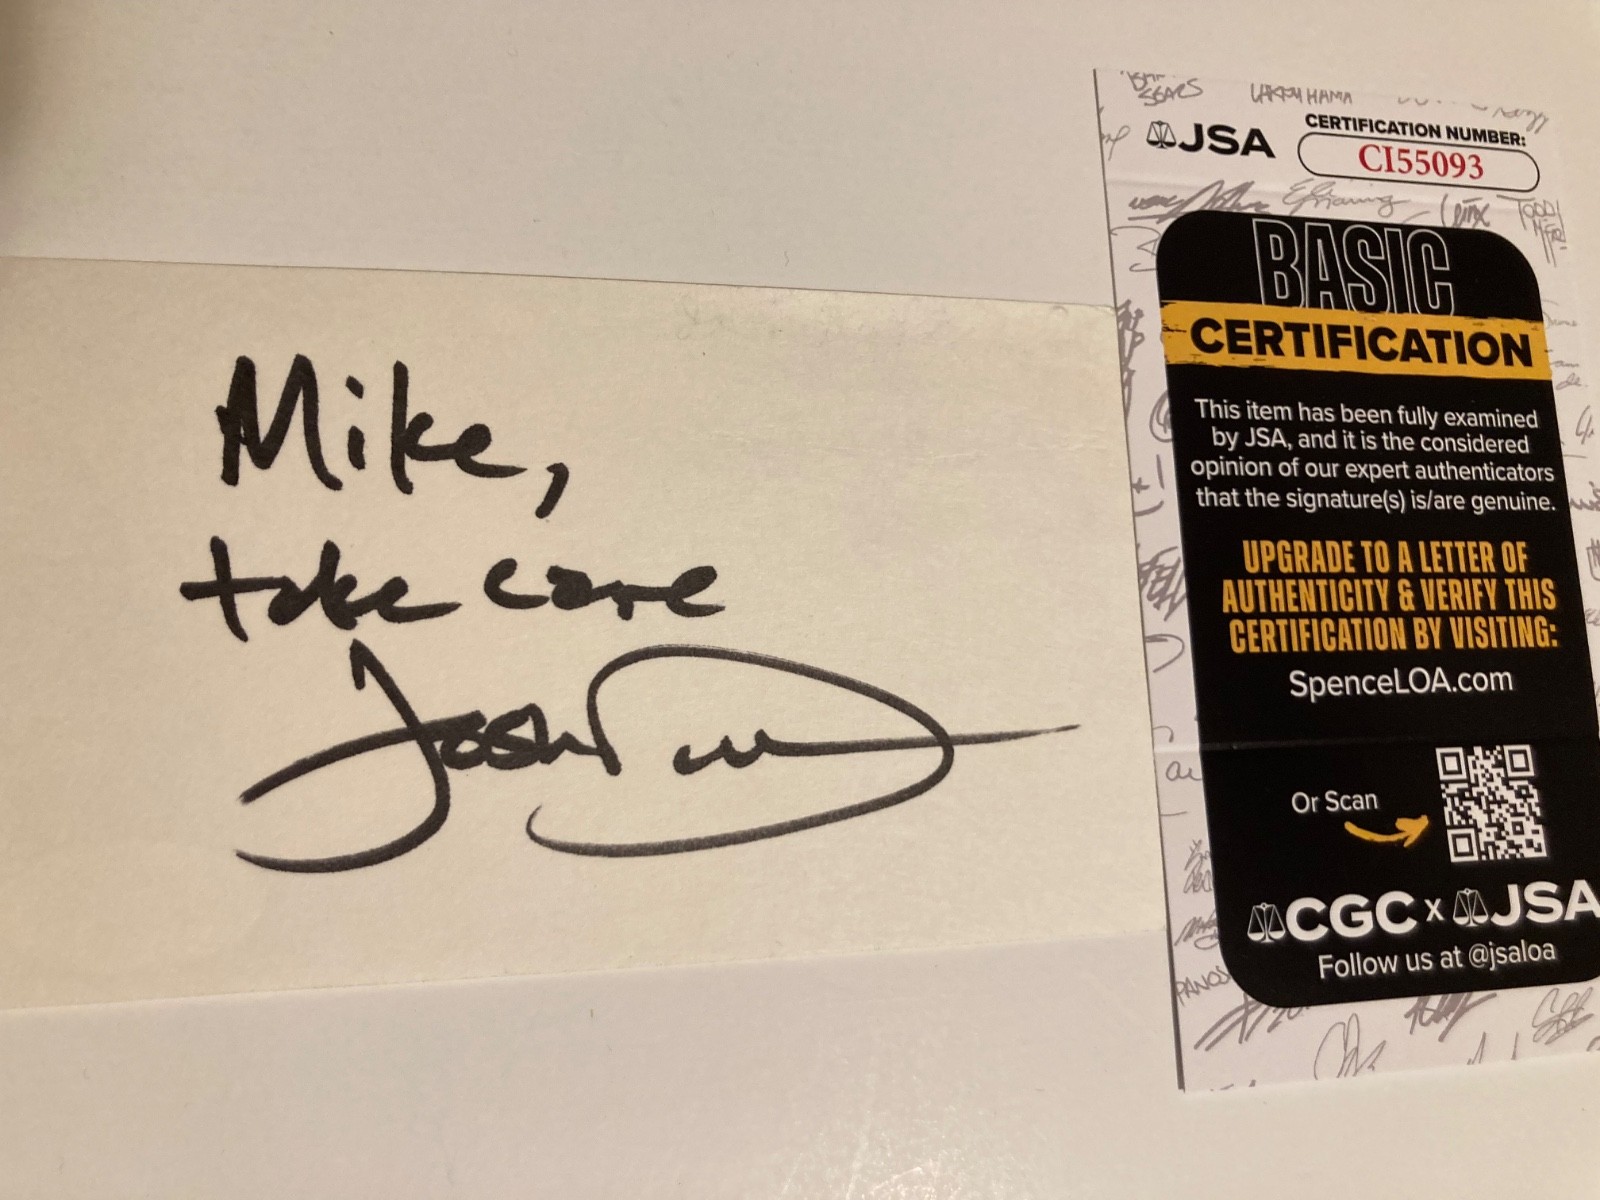 Mike,
take care
Josh
JSA
CERTIFICATION NUMBER:
CI55093
BASIC
CERTIFICATION
This item has been fully examined
by JSA, and it is the considered
opinion of our expert authenticators
that the signature(s) is/are genuine.
UPGRADE TO A LETTER OF
AUTHENTICITY & VERIFY THIS
CERTIFICATION BY VISITING:
SpenceLOA.com
Or Scan
CGC x JSA
Follow us at @jsaloa